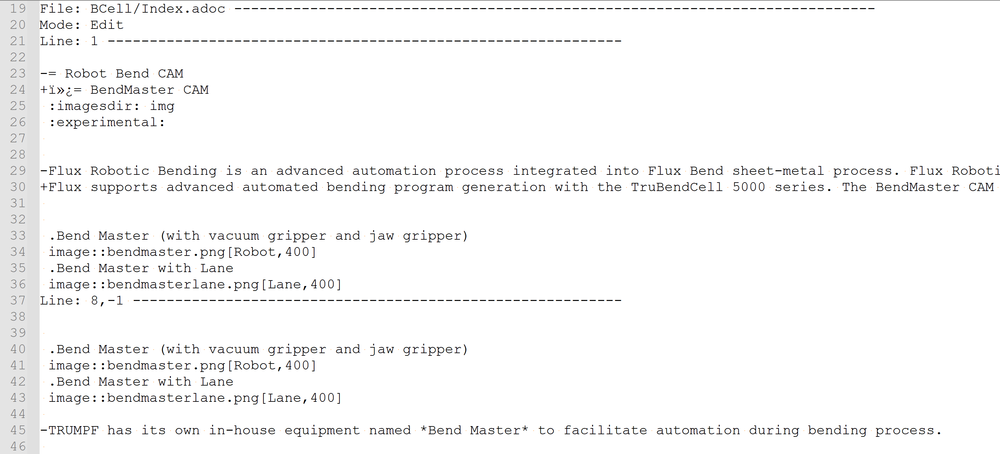 19 File: BCell/Index.adoc ----------------------------------------------------------------------------
20 Mode: Edit
21 Line: 1 -------------------------------------------------------------
22
23 -= Robot Bend CAM
24 +ï»¿= BendMaster CAM
25  :imagesdir: img
26  :experimental:
27
28
29 -Flux Robotic Bending is an advanced automation process integrated into Flux Bend sheet-metal process. Flux Roboti
30 +Flux supports advanced automated bending program generation with the TruBendCell 5000 series. The BendMaster CAM
31
32
33  .Bend Master (with vacuum gripper and jaw gripper)
34  image::bendmaster.png[Robot,400]
35  .Bend Master with Lane
36  image::bendmasterlane.png[Lane,400]
37 Line: 8,-1 ----------------------------------------------------------
38
39
40  .Bend Master (with vacuum gripper and jaw gripper)
41  image::bendmaster.png[Robot,400]
42  .Bend Master with Lane
43  image::bendmasterlane.png[Lane,400]
44
45 -TRUMPF has its own in-house equipment named *Bend Master* to facilitate automation during bending process.
46